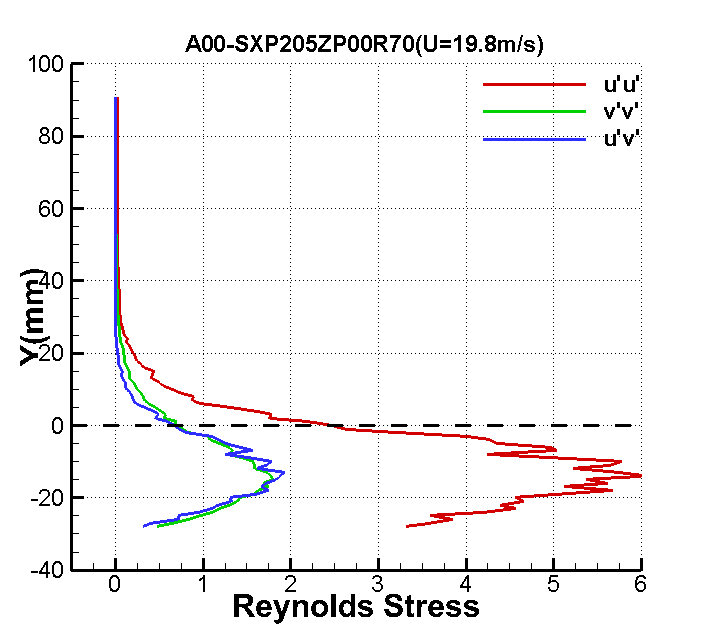 A00-SXP205ZP00R70(U=19.8m/s)
100
80
60
40
20
0
-20
-40
Y(mm)
u'u'
v'v'
u'v'
0 1 2 3 4 5 6
Reynolds Stress